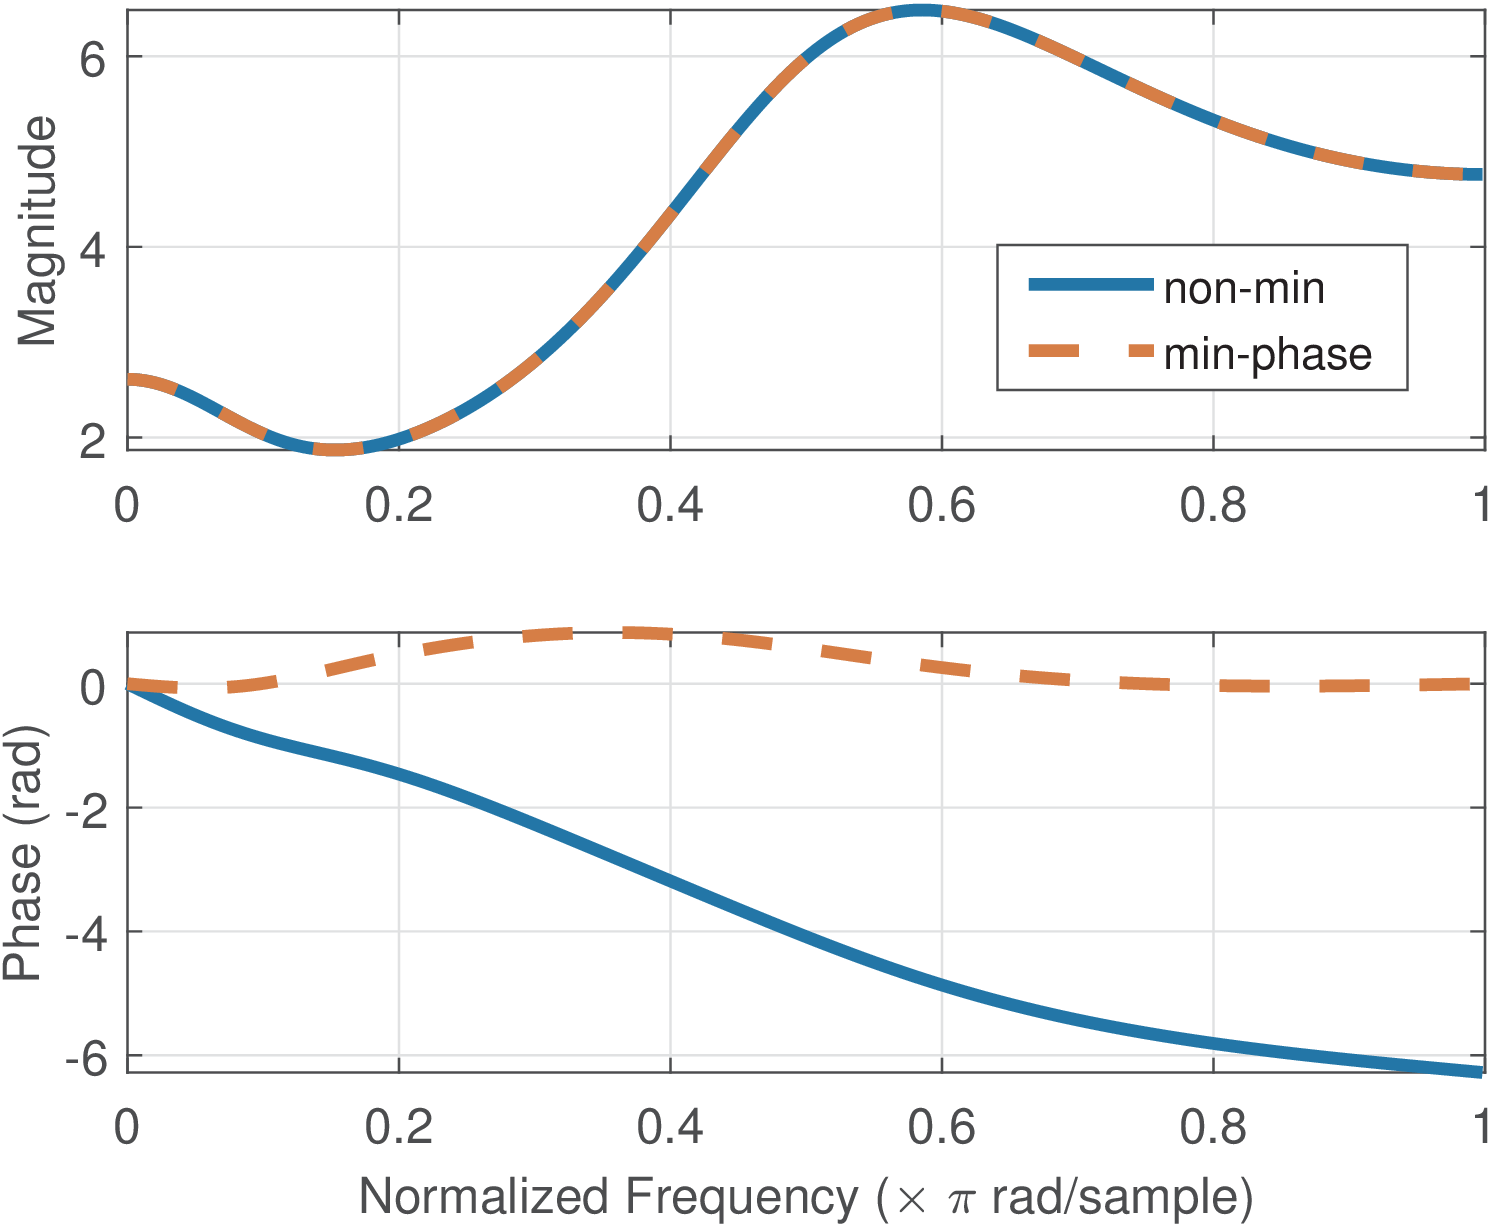 Magnitude
6
4
2
non-min
min-phase
0 0.2 0.4 0.6 0.8 1
Phase (rad)
0
-2
-4
-6
0 0.2 0.4 0.6 0.8 1
Normalized Frequency (× π rad/sample)